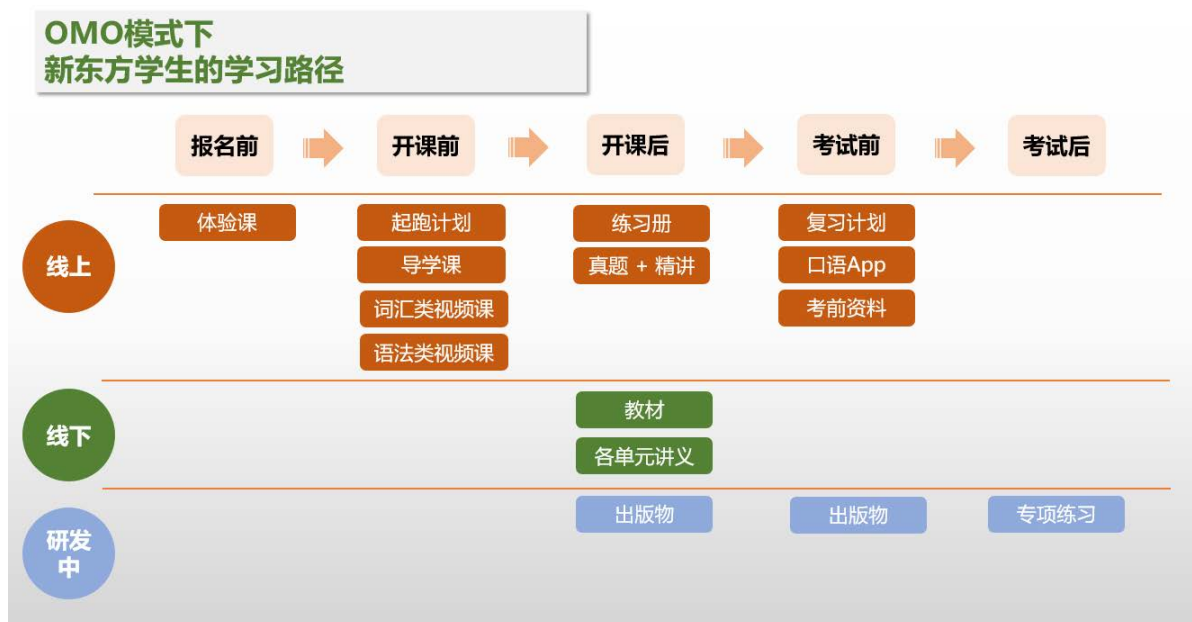 OMO模式下
新东方学生的学习路径
报名前
开课前
开课后
考试前
考试后
线上
体验课
起跑计划
导学课
词汇类视频课
语法类视频课
练习册
真题 + 精讲
复习计划
口语App
考前资料
线下
教材
各单元讲义
研发
中
出版物
出版物
专项练习